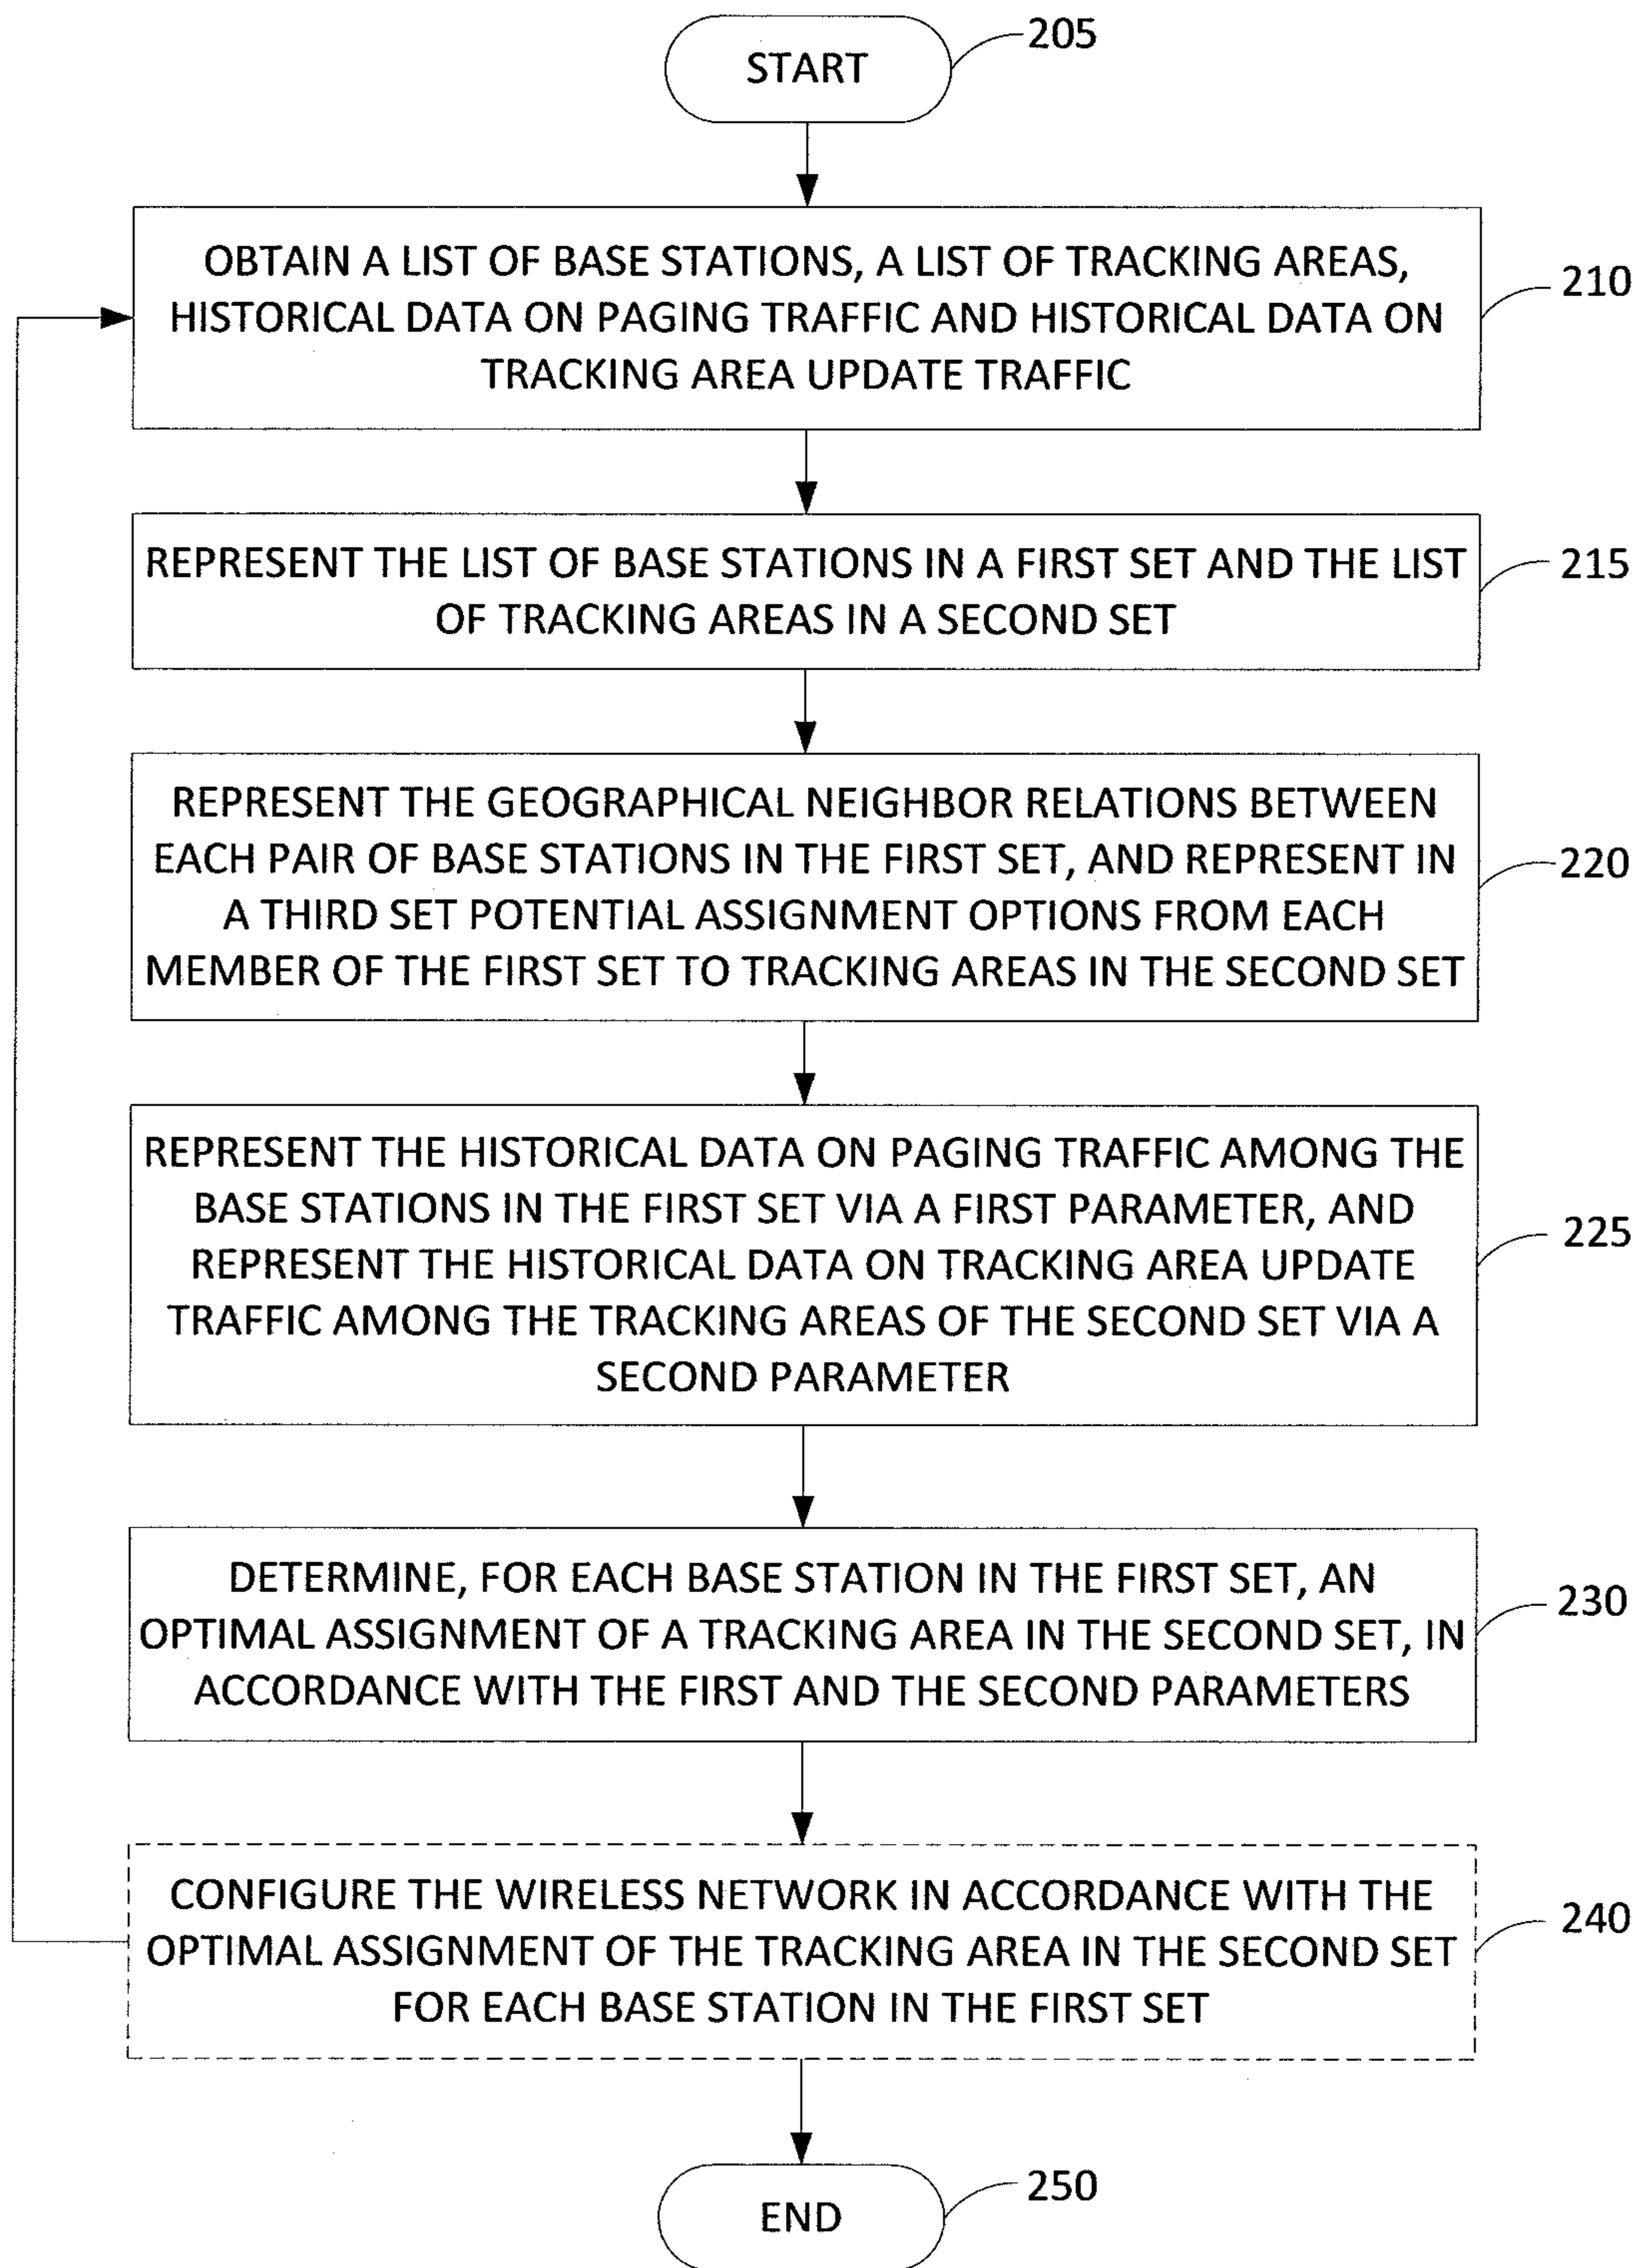 START
205
OBTAIN A LIST OF BASE STATIONS, A LIST OF TRACKING AREAS,
HISTORICAL DATA ON PAGING TRAFFIC AND HISTORICAL DATA ON
TRACKING AREA UPDATE TRAFFIC
210
REPRESENT THE LIST OF BASE STATIONS IN A FIRST SET AND THE LIST
OF TRACKING AREAS IN A SECOND SET
215
REPRESENT THE GEOGRAPHICAL NEIGHBOR RELATIONS BETWEEN
EACH PAIR OF BASE STATIONS IN THE FIRST SET, AND REPRESENT IN
A THIRD SET POTENTIAL ASSIGNMENT OPTIONS FROM EACH
MEMBER OF THE FIRST SET TO TRACKING AREAS IN THE SECOND SET
220
REPRESENT THE HISTORICAL DATA ON PAGING TRAFFIC AMONG THE
BASE STATIONS IN THE FIRST SET VIA A FIRST PARAMETER, AND
REPRESENT THE HISTORICAL DATA ON TRACKING AREA UPDATE
TRAFFIC AMONG THE TRACKING AREAS OF THE SECOND SET VIA A
SECOND PARAMETER
225
DETERMINE, FOR EACH BASE STATION IN THE FIRST SET, AN
OPTIMAL ASSIGNMENT OF A TRACKING AREA IN THE SECOND SET, IN
ACCORDANCE WITH THE FIRST AND THE SECOND PARAMETERS
230
CONFIGURE THE WIRELESS NETWORK IN ACCORDANCE WITH THE
OPTIMAL ASSIGNMENT OF THE TRACKING AREA IN THE SECOND SET
FOR EACH BASE STATION IN THE FIRST SET
240
END
250